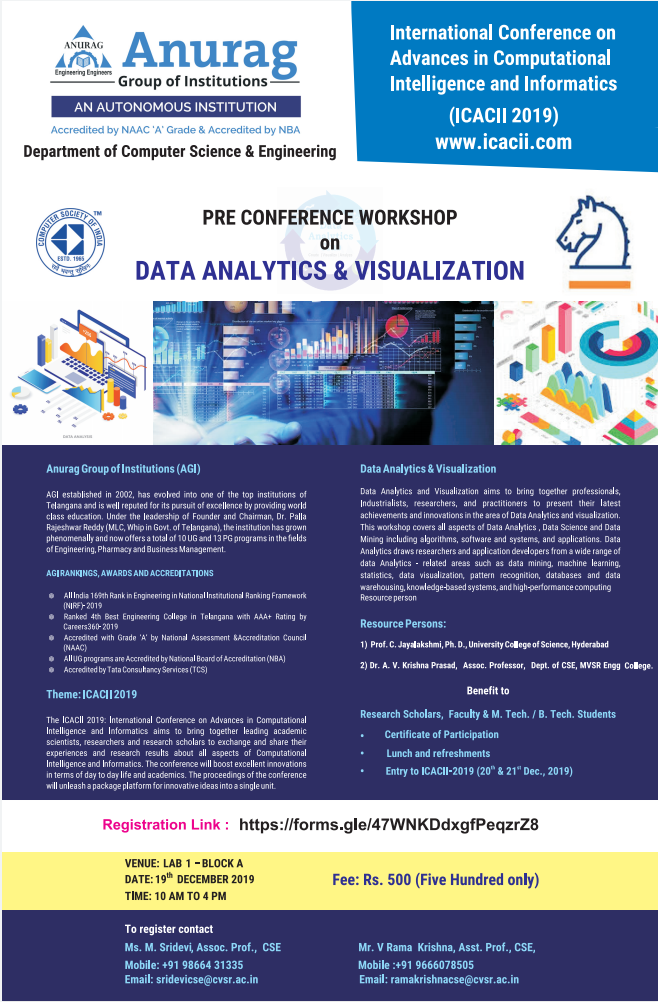 ANURAG
Engineering Engineers
Anurag
Group of Institutions
AN AUTONOMOUS INSTITUTION
Accredited by NAAC 'A' Grade & Accredited by NBA
Department of Computer Science & Engineering
International Conference on
Advances in Computational
Intelligence and Informatics
(ICACII 2019)
www.icacii.com
COMPUTER SOCIETY OF INDIA
TM
ESTD. 1965
PRE CONFERENCE WORKSHOP
on
Analytics
DATA ANALYTICS & VISUALIZATION
DATA ANALYSIS
Anurag Group of Institutions (AGI)
AGI established in 2002, has evolved into one of the top institutions of
Telangana and is well reputed for its pursuit of excellence by providing world
class education. Under the leadership of Founder and Chairman, Dr. Palla
Rajeshwar Reddy (MLC, Whip in Govt. of Telangana), the institution has grown
phenomenally and now offers a total of 10 UG and 13 PG programs in the fields
of Engineering, Pharmacy and Business Management.
AGI RANKINGS, AWARDS AND ACCREDITATIONS
All India 169th Rank in Engineering in National Institutional Ranking Framework
(NIRF)- 2019
Ranked 4th Best Engineering College in Telangana with AAA+ Rating by
Careers360- 2019
Accredited with Grade 'A' by National Assessment &Accreditation Council
(NAAC)
All UG programs are Accredited by National Board of Accreditation (NBA)
Accredited by Tata Consultancy Services (TCS)
Theme: ICACII 2019
The ICACII 2019: International Conference on Advances in Computational
Intelligence and Informatics aims to bring together leading academic
scientists, researchers and research scholars to exchange and share their
experiences and research results about all aspects of Computational
Intelligence and Informatics. The conference will boost excellent innovations
in terms of day to day life and academics. The proceedings of the conference
will unleash a package platform for innovative ideas into a single unit.
Data Analytics & Visualization
Data Analytics and Visualization aims to bring together professionals,
Industrialists, researchers, and practitioners to present their latest
achievements and innovations in the area of Data Analytics and visualization.
This workshop covers all aspects of Data Analytics , Data Science and Data
Mining including algorithms, software and systems, and applications. Data
Analytics draws researchers and application developers from a wide range of
data Analytics - related areas such as data mining, machine learning,
statistics, data visualization, pattern recognition, databases and data
warehousing, knowledge-based systems, and high-performance computing
Resource person
Resource Persons:
1) Prof. C. Jayalakshmi, Ph. D., University College of Science, Hyderabad
2) Dr. A. V. Krishna Prasad, Assoc. Professor, Dept. of CSE, MVSR Engg College.
Benefit to
Research Scholars, Faculty & M. Tech. / B. Tech. Students
• Certificate of Participation
• Lunch and refreshments
• Entry to ICACII-2019 (20th & 21st Dec., 2019)
Registration Link : https://forms.gle/47WNKDdxgfPeqzrZ8
VENUE: LAB 1 – BLOCK A
DATE: 19th DECEMBER 2019
TIME: 10 AM TO 4 PM
Fee: Rs. 500 (Five Hundred only)
To register contact
Ms. M. Sridevi, Assoc. Prof., CSE
Mobile: +91 98664 31335
Email: sridevicse@cvsr.ac.in
Mr. V Rama Krishna, Asst. Prof., CSE,
Mobile :+91 9666078505
Email: ramakrishnacse@cvsr.ac.in